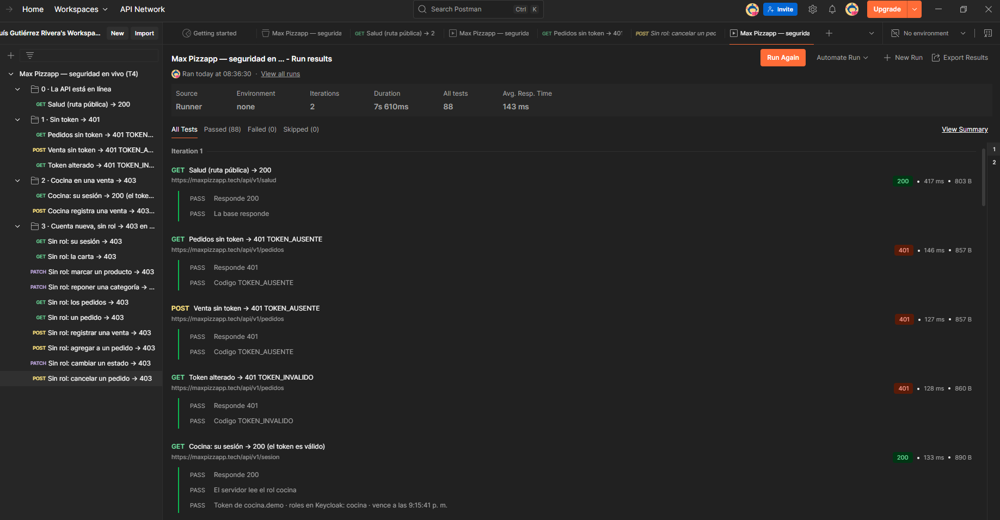 Home
Workspaces
API Network
Search Postman
Ctrl
K
Invite
Upgrade
uís Gutiérrez Rivera's Workspa...
New
Import
Getting started
Max Pizzapp — segurida
GET Salud (ruta pública) → 2
Max Pizzapp — segurida
GET Pedidos sin token → 401
POST Sin rol: cancelar un pec
Max Pizzapp — segurida
No environment
Max Pizzapp — seguridad en vivo (T4)
0 · La API está en línea
GET Salud (ruta pública) → 200
1 · Sin token → 401
GET Pedidos sin token → 401 TOKEN...
POST Venta sin token → 401 TOKEN_A...
GET Token alterado → 401 TOKEN_IN...
2 · Cocina en una venta → 403
GET Cocina: su sesión → 200 (el toke...
POST Cocina registra una venta → 403...
3 · Cuenta nueva, sin rol → 403 en ...
GET Sin rol: su sesión → 403
GET Sin rol: la carta → 403
PATCH Sin rol: marcar un producto → 403
PATCH Sin rol: reponer una categoría → ...
GET Sin rol: los pedidos → 403
GET Sin rol: un pedido → 403
POST Sin rol: registrar una venta → 403
POST Sin rol: agregar a un pedido → 403
PATCH Sin rol: cambiar un estado → 403
POST Sin rol: cancelar un pedido → 403
Max Pizzapp — seguridad en ... - Run results
Run Again
Automate Run
New Run
Export Results
Ran today at 08:36:30 · View all runs
Source Environment Iterations Duration All tests Avg. Resp. Time
Runner none 2 7s 610ms 88 143 ms
All Tests Passed (88) Failed (0) Skipped (0)
View Summary
Iteration 1
1
2
GET Salud (ruta pública) → 200
https://maxpizzapp.tech/api/v1/salud
200 • 417 ms • 803 B
PASS Responde 200
PASS La base responde
GET Pedidos sin token → 401 TOKEN_AUSENTE
https://maxpizzapp.tech/api/v1/pedidos
401 • 146 ms • 857 B
PASS Responde 401
PASS Codigo TOKEN_AUSENTE
POST Venta sin token → 401 TOKEN_AUSENTE
https://maxpizzapp.tech/api/v1/pedidos
401 • 127 ms • 857 B
PASS Responde 401
PASS Codigo TOKEN_AUSENTE
GET Token alterado → 401 TOKEN_INVALIDO
https://maxpizzapp.tech/api/v1/pedidos
401 • 128 ms • 860 B
PASS Responde 401
PASS Codigo TOKEN_INVALIDO
GET Cocina: su sesión → 200 (el token es válido)
https://maxpizzapp.tech/api/v1/sesion
200 • 133 ms • 890 B
PASS Responde 200
PASS El servidor lee el rol cocina
PASS Token de cocina.demo · roles en Keycloak: cocina · vence a las 9:15:41 p. m.